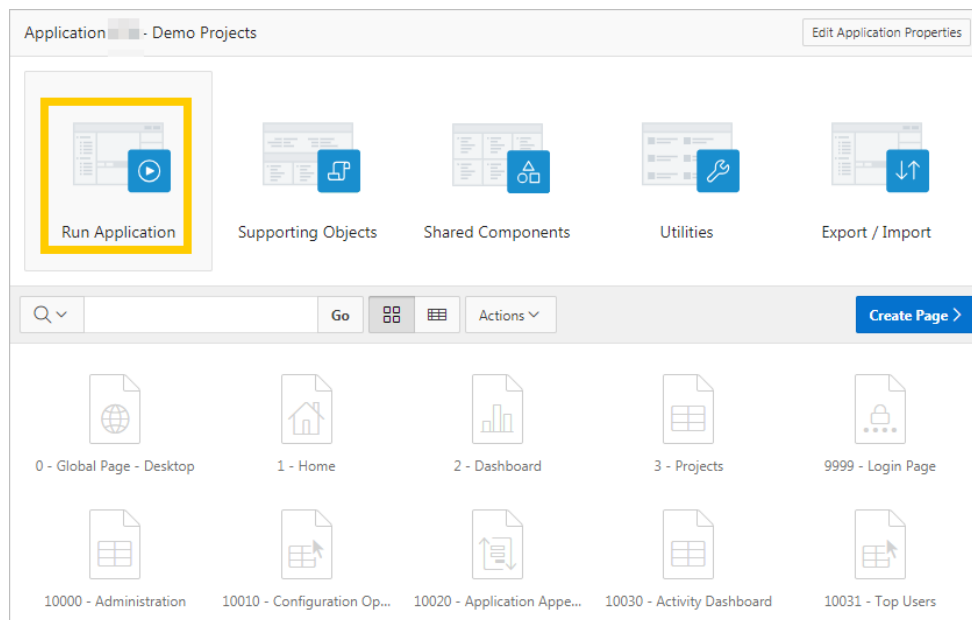 Application - Demo Projects
Edit Application Properties
Run Application
Supporting Objects
Shared Components
Utilities
Export / Import
Go
Actions
Create Page
0 - Global Page - Desktop
1 - Home
2 - Dashboard
3 - Projects
9999 - Login Page
10000 - Administration
10010 - Configuration Op...
10020 - Application Appe...
10030 - Activity Dashboard
10031 - Top Users